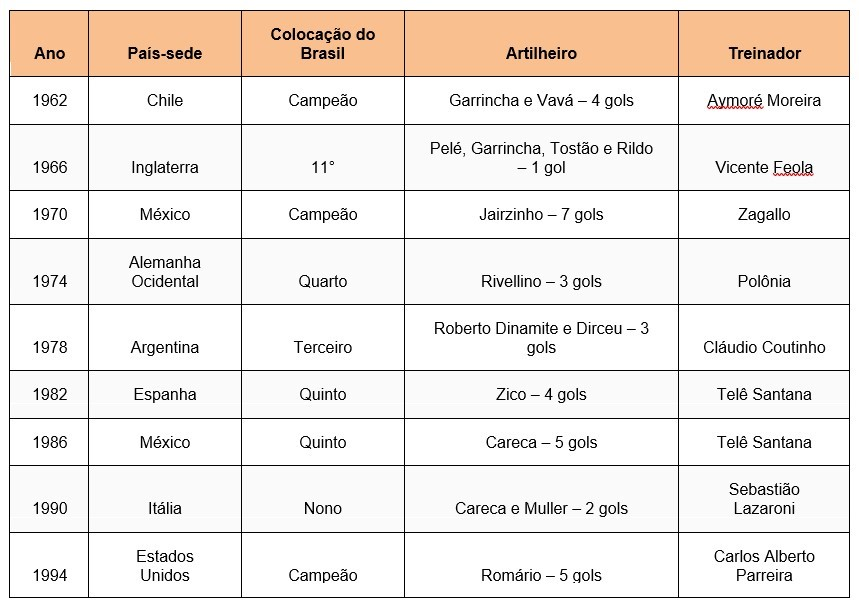 Ano País-sede Colocação do Brasil Artilheiro Treinador
1962 Chile Campeão Garrincha e Vavá – 4 gols Aymoré Moreira
1966 Inglaterra 11° Pelé, Garrincha, Tostão e Rildo – 1 gol Vicente Feola
1970 México Campeão Jairzinho – 7 gols Zagallo
1974 Alemanha Ocidental Quarto Rivellino – 3 gols Polônia
1978 Argentina Terceiro Roberto Dinamite e Dirceu – 3 gols Cláudio Coutinho
1982 Espanha Quinto Zico – 4 gols Telê Santana
1986 México Quinto Careca – 5 gols Telê Santana
1990 Itália Nono Careca e Muller – 2 gols Sebastião Lazaroni
1994 Estados Unidos Campeão Romário – 5 gols Carlos Alberto Parreira